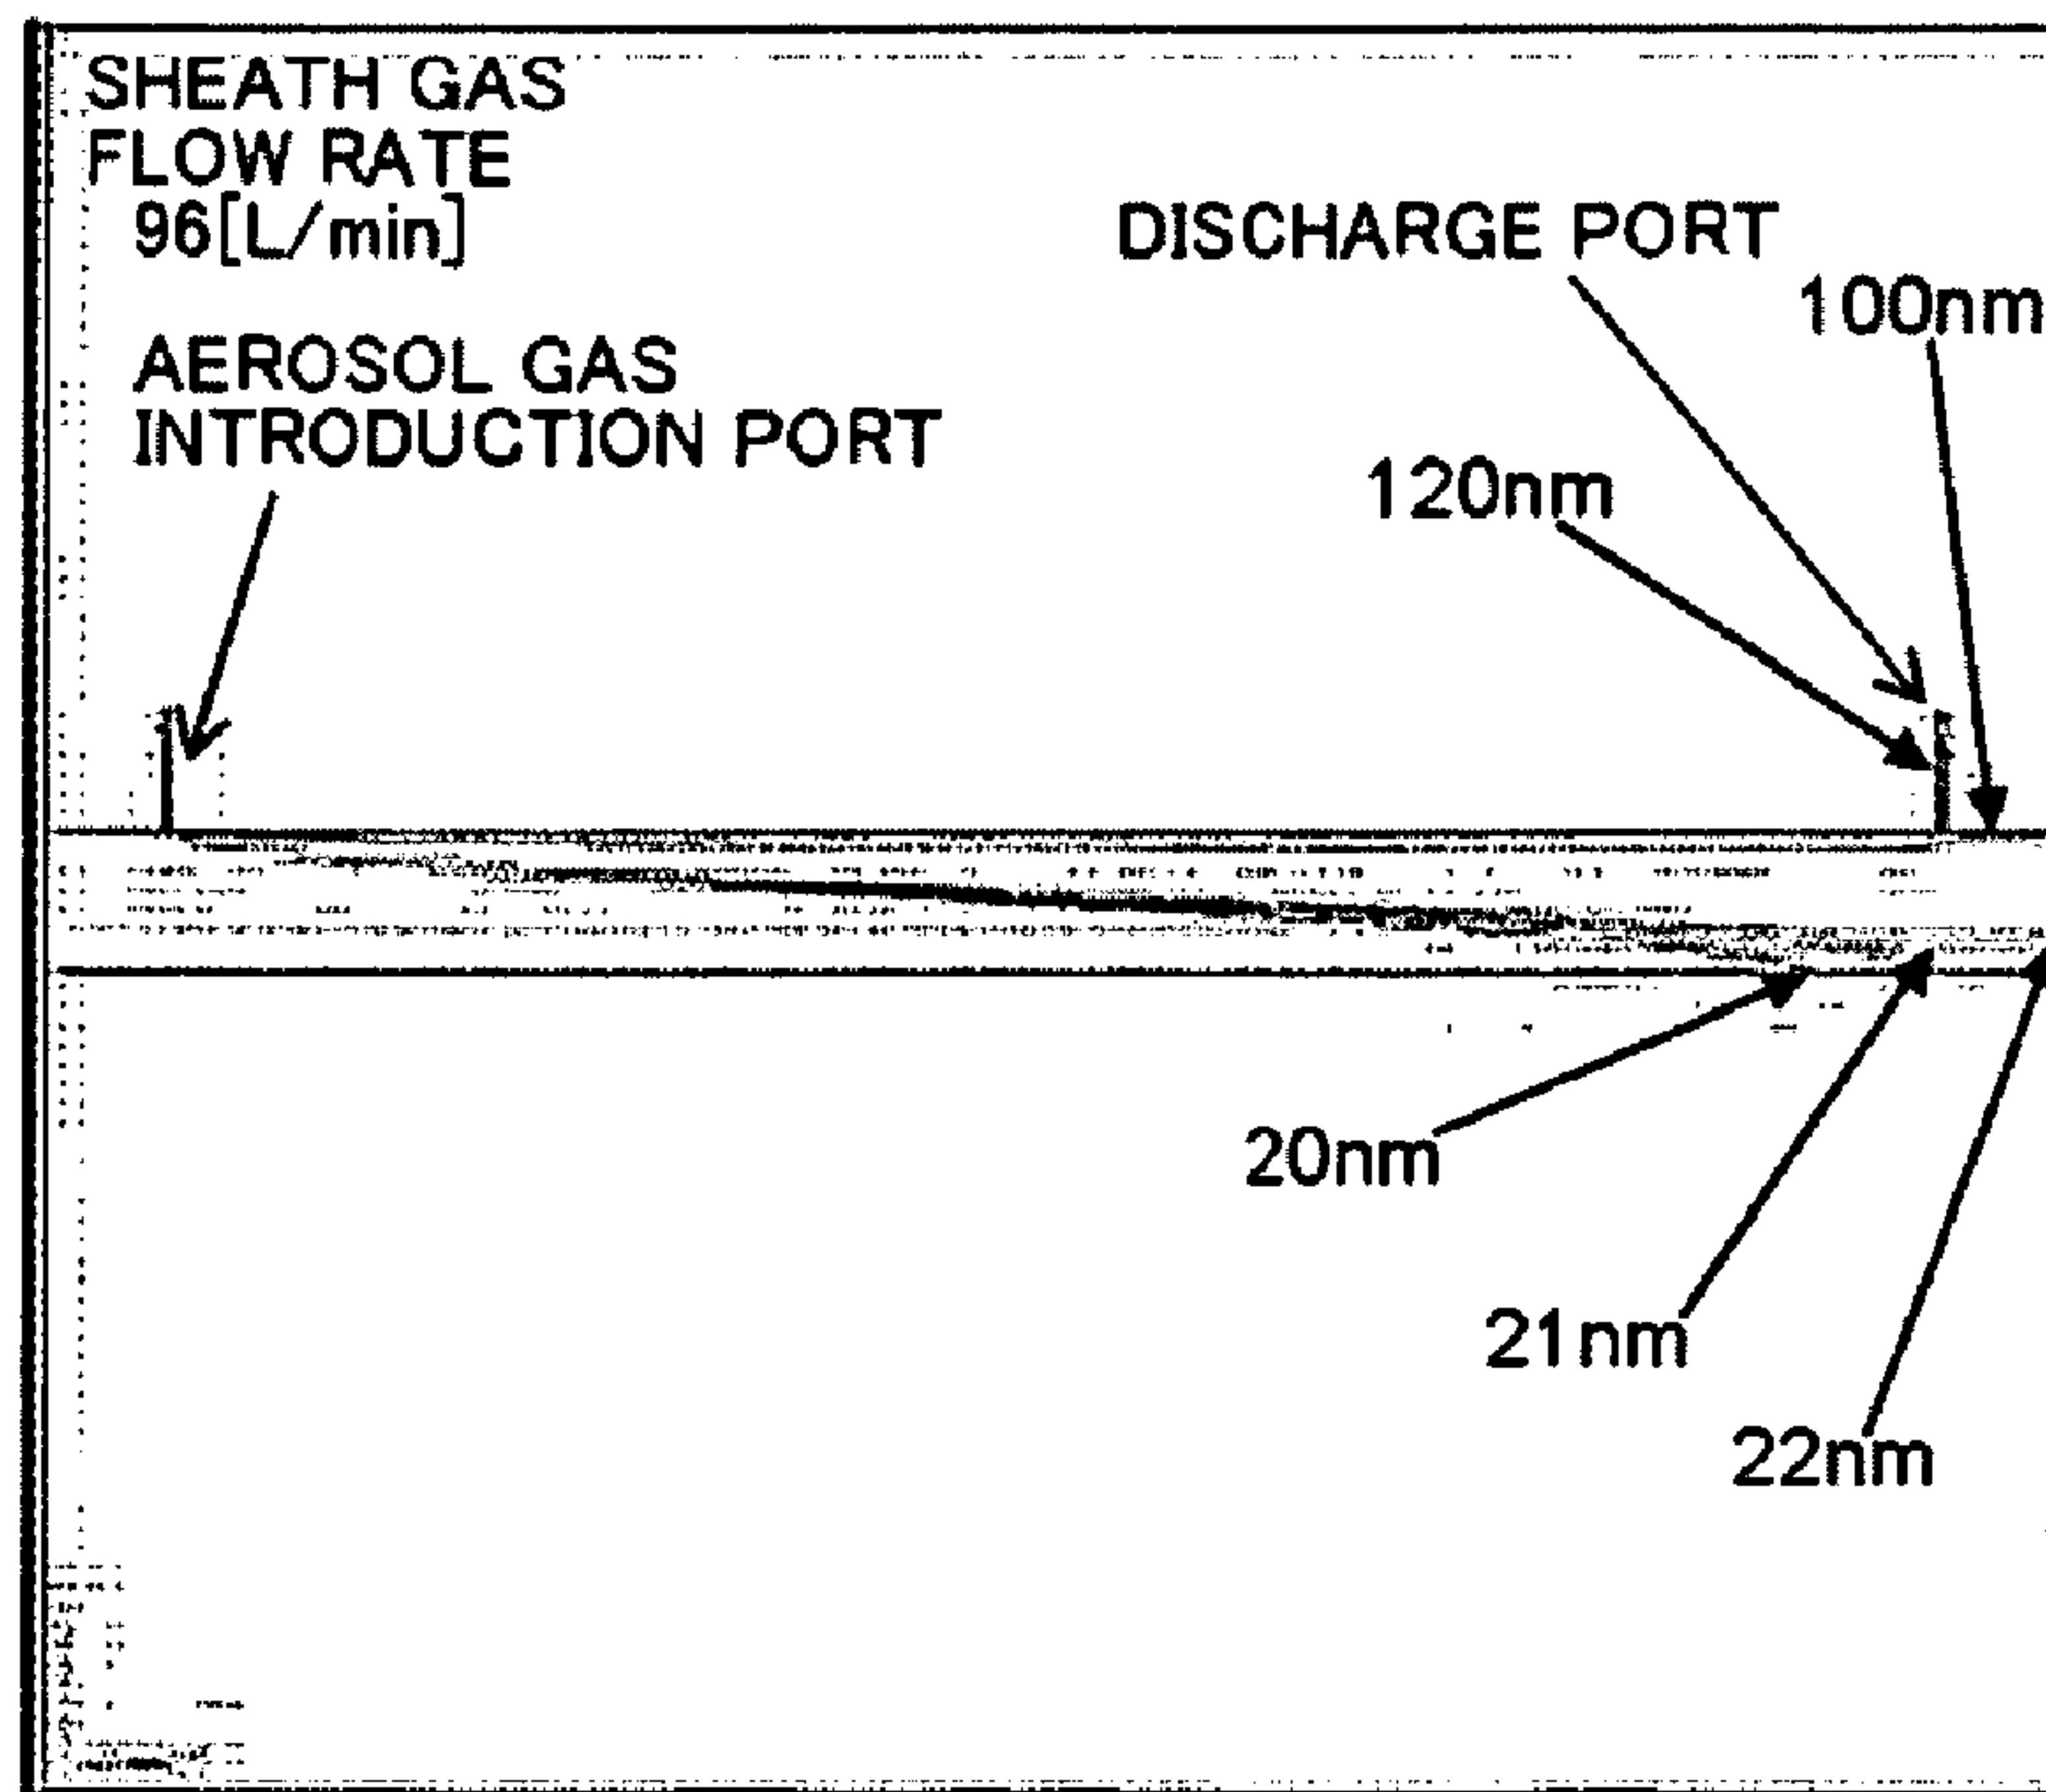 SHEATH GAS
FLOW RATE
96[L/min]
DISCHARGE PORT
100nm
AEROSOL GAS
INTRODUCTION PORT
120nm
20nm
21nm
22nm